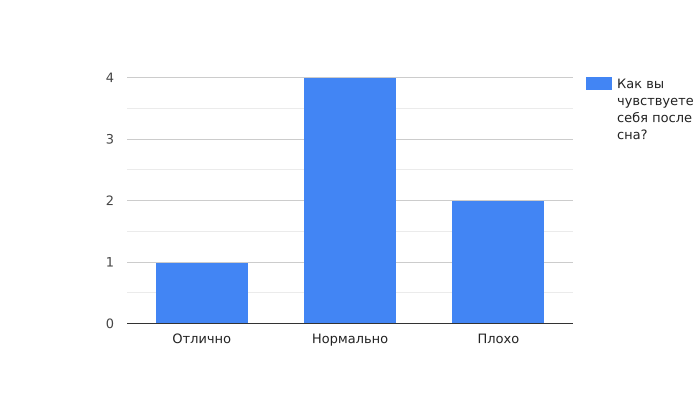 4
3
2
1
0
Отлично
Нормально
Плохо
Как вы
чувствуете
себя после
сна?